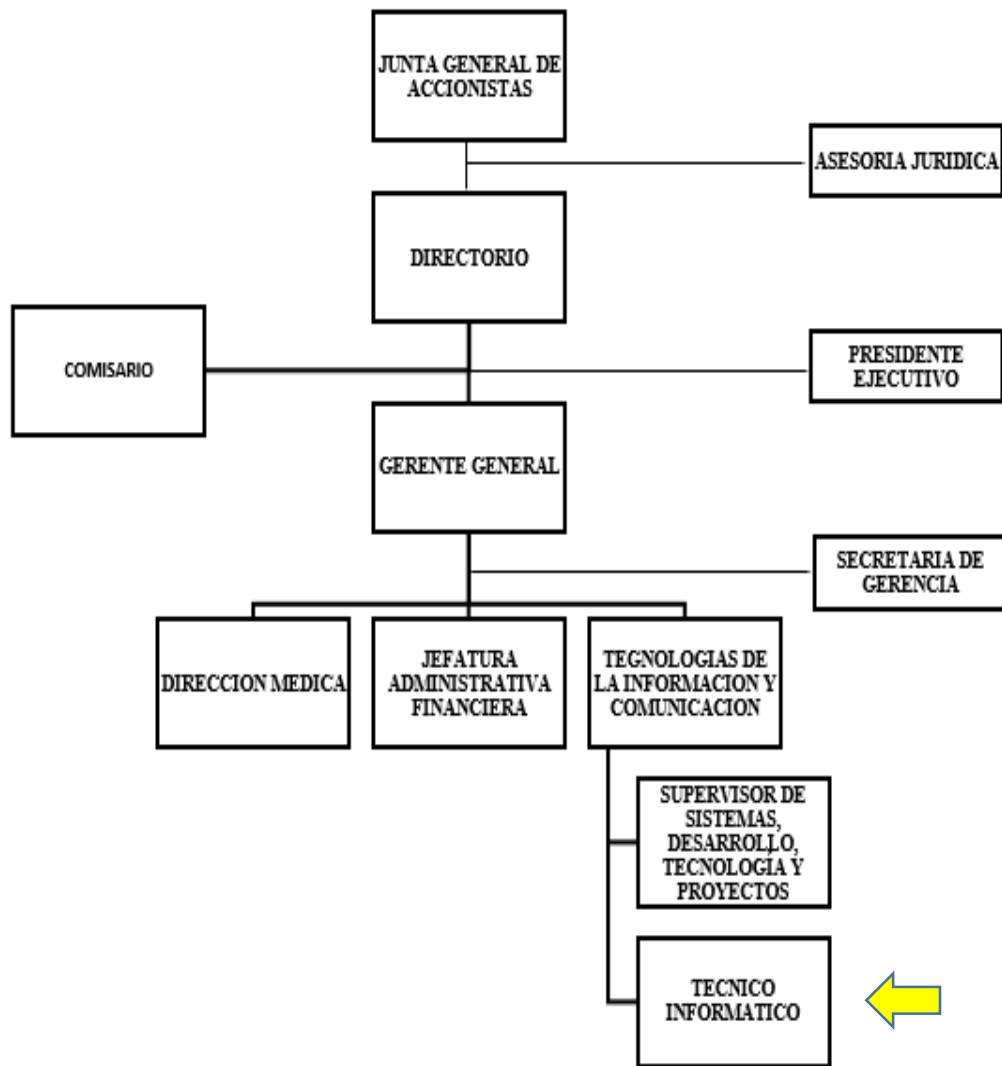 JUNTA GENERAL DE
ACCIONISTAS
ASESORIA JURIDICA
DIRECTORIO
COMISARIO
PRESIDENTE
EJECUTIVO
GERENTE GENERAL
SECRETARIA DE
GERENCIA
DIRECCION MEDICA
JEFATURA
ADMINISTRATIVA
FINANCIERA
TEGNOLOGIAS DE
LA INFORMACION Y
COMUNICACION
SUPERVISOR DE
SISTEMAS,
DESARROLLO,
TECNOLOGÍA Y
PROYECTOS
TECNICO
INFORMATICO